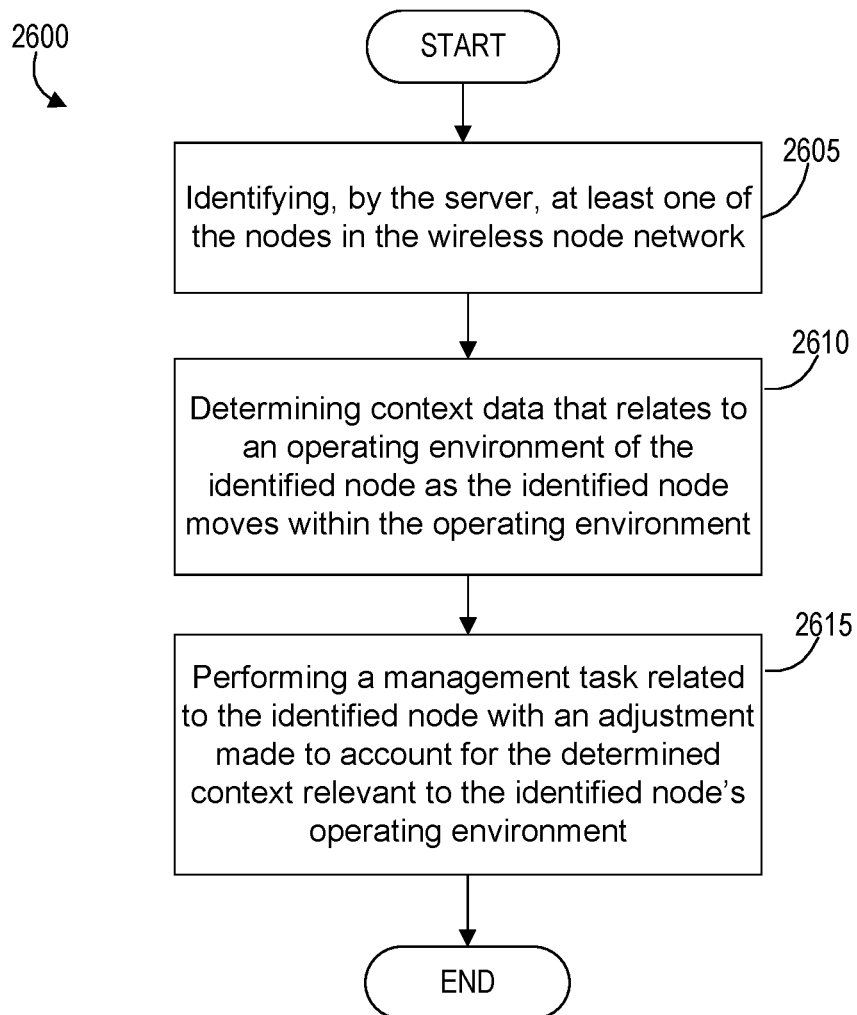 2600
START
2605
Identifying, by the server, at least one of
the nodes in the wireless node network
2610
Determining context data that relates to
an operating environment of the
identified node as the identified node
moves within the operating environment
2615
Performing a management task related
to the identified node with an adjustment
made to account for the determined
context relevant to the identified node's
operating environment
END